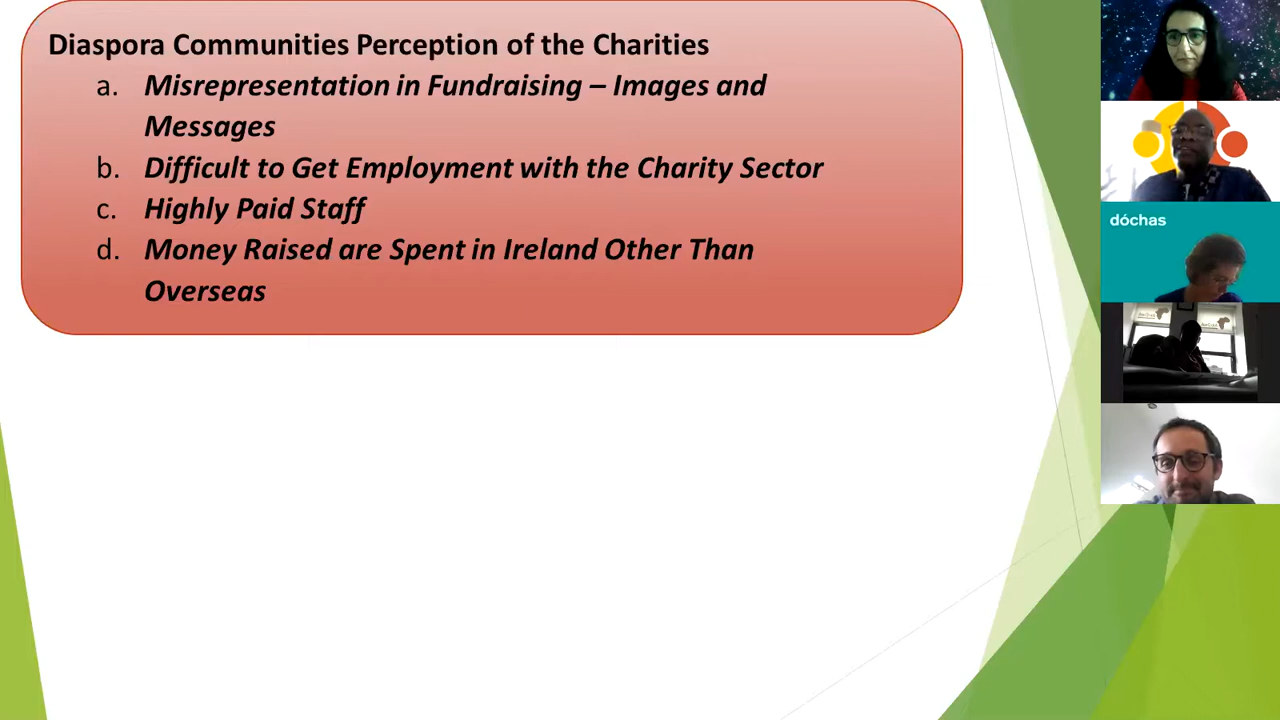 Diaspora Communities Perception of the Charities
a. Misrepresentation in Fundraising – Images and
Messages
b. Difficult to Get Employment with the Charity Sector
c. Highly Paid Staff
d. Money Raised are Spent in Ireland Other Than
Overseas
dóchas